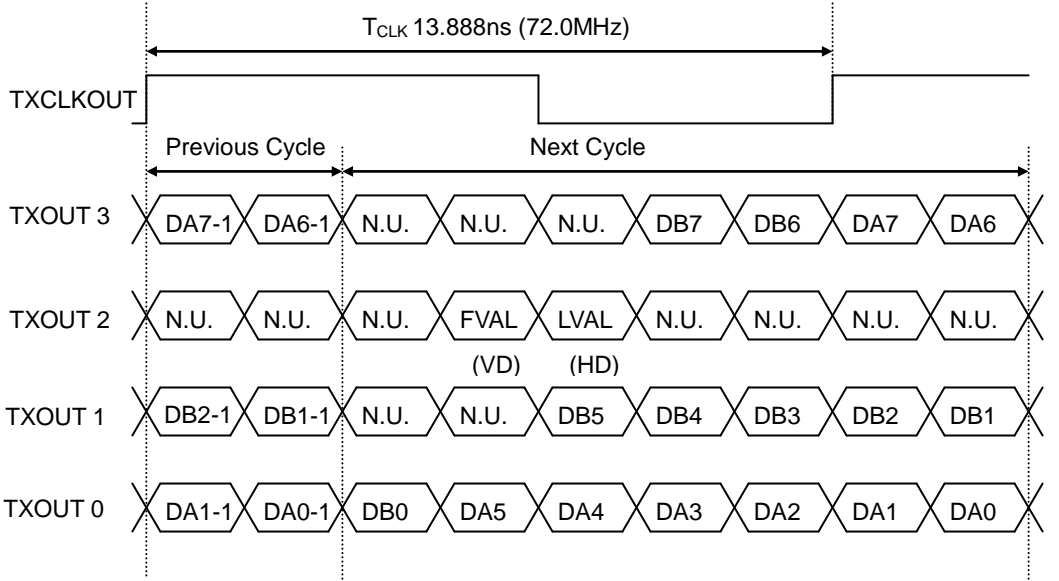 TCLK 13.888ns (72.0MHz)
TXCLKOUT
Previous Cycle Next Cycle
TXOUT 3 DA7-1 DA6-1 N.U. N.U. N.U. DB7 DB6 DA7 DA6
TXOUT 2 N.U. N.U. N.U. FVAL LVAL N.U. N.U. N.U. N.U.
(VD) (HD)
TXOUT 1 DB2-1 DB1-1 N.U. N.U. DB5 DB4 DB3 DB2 DB1
TXOUT 0 DA1-1 DA0-1 DB0 DA5 DA4 DA3 DA2 DA1 DA0